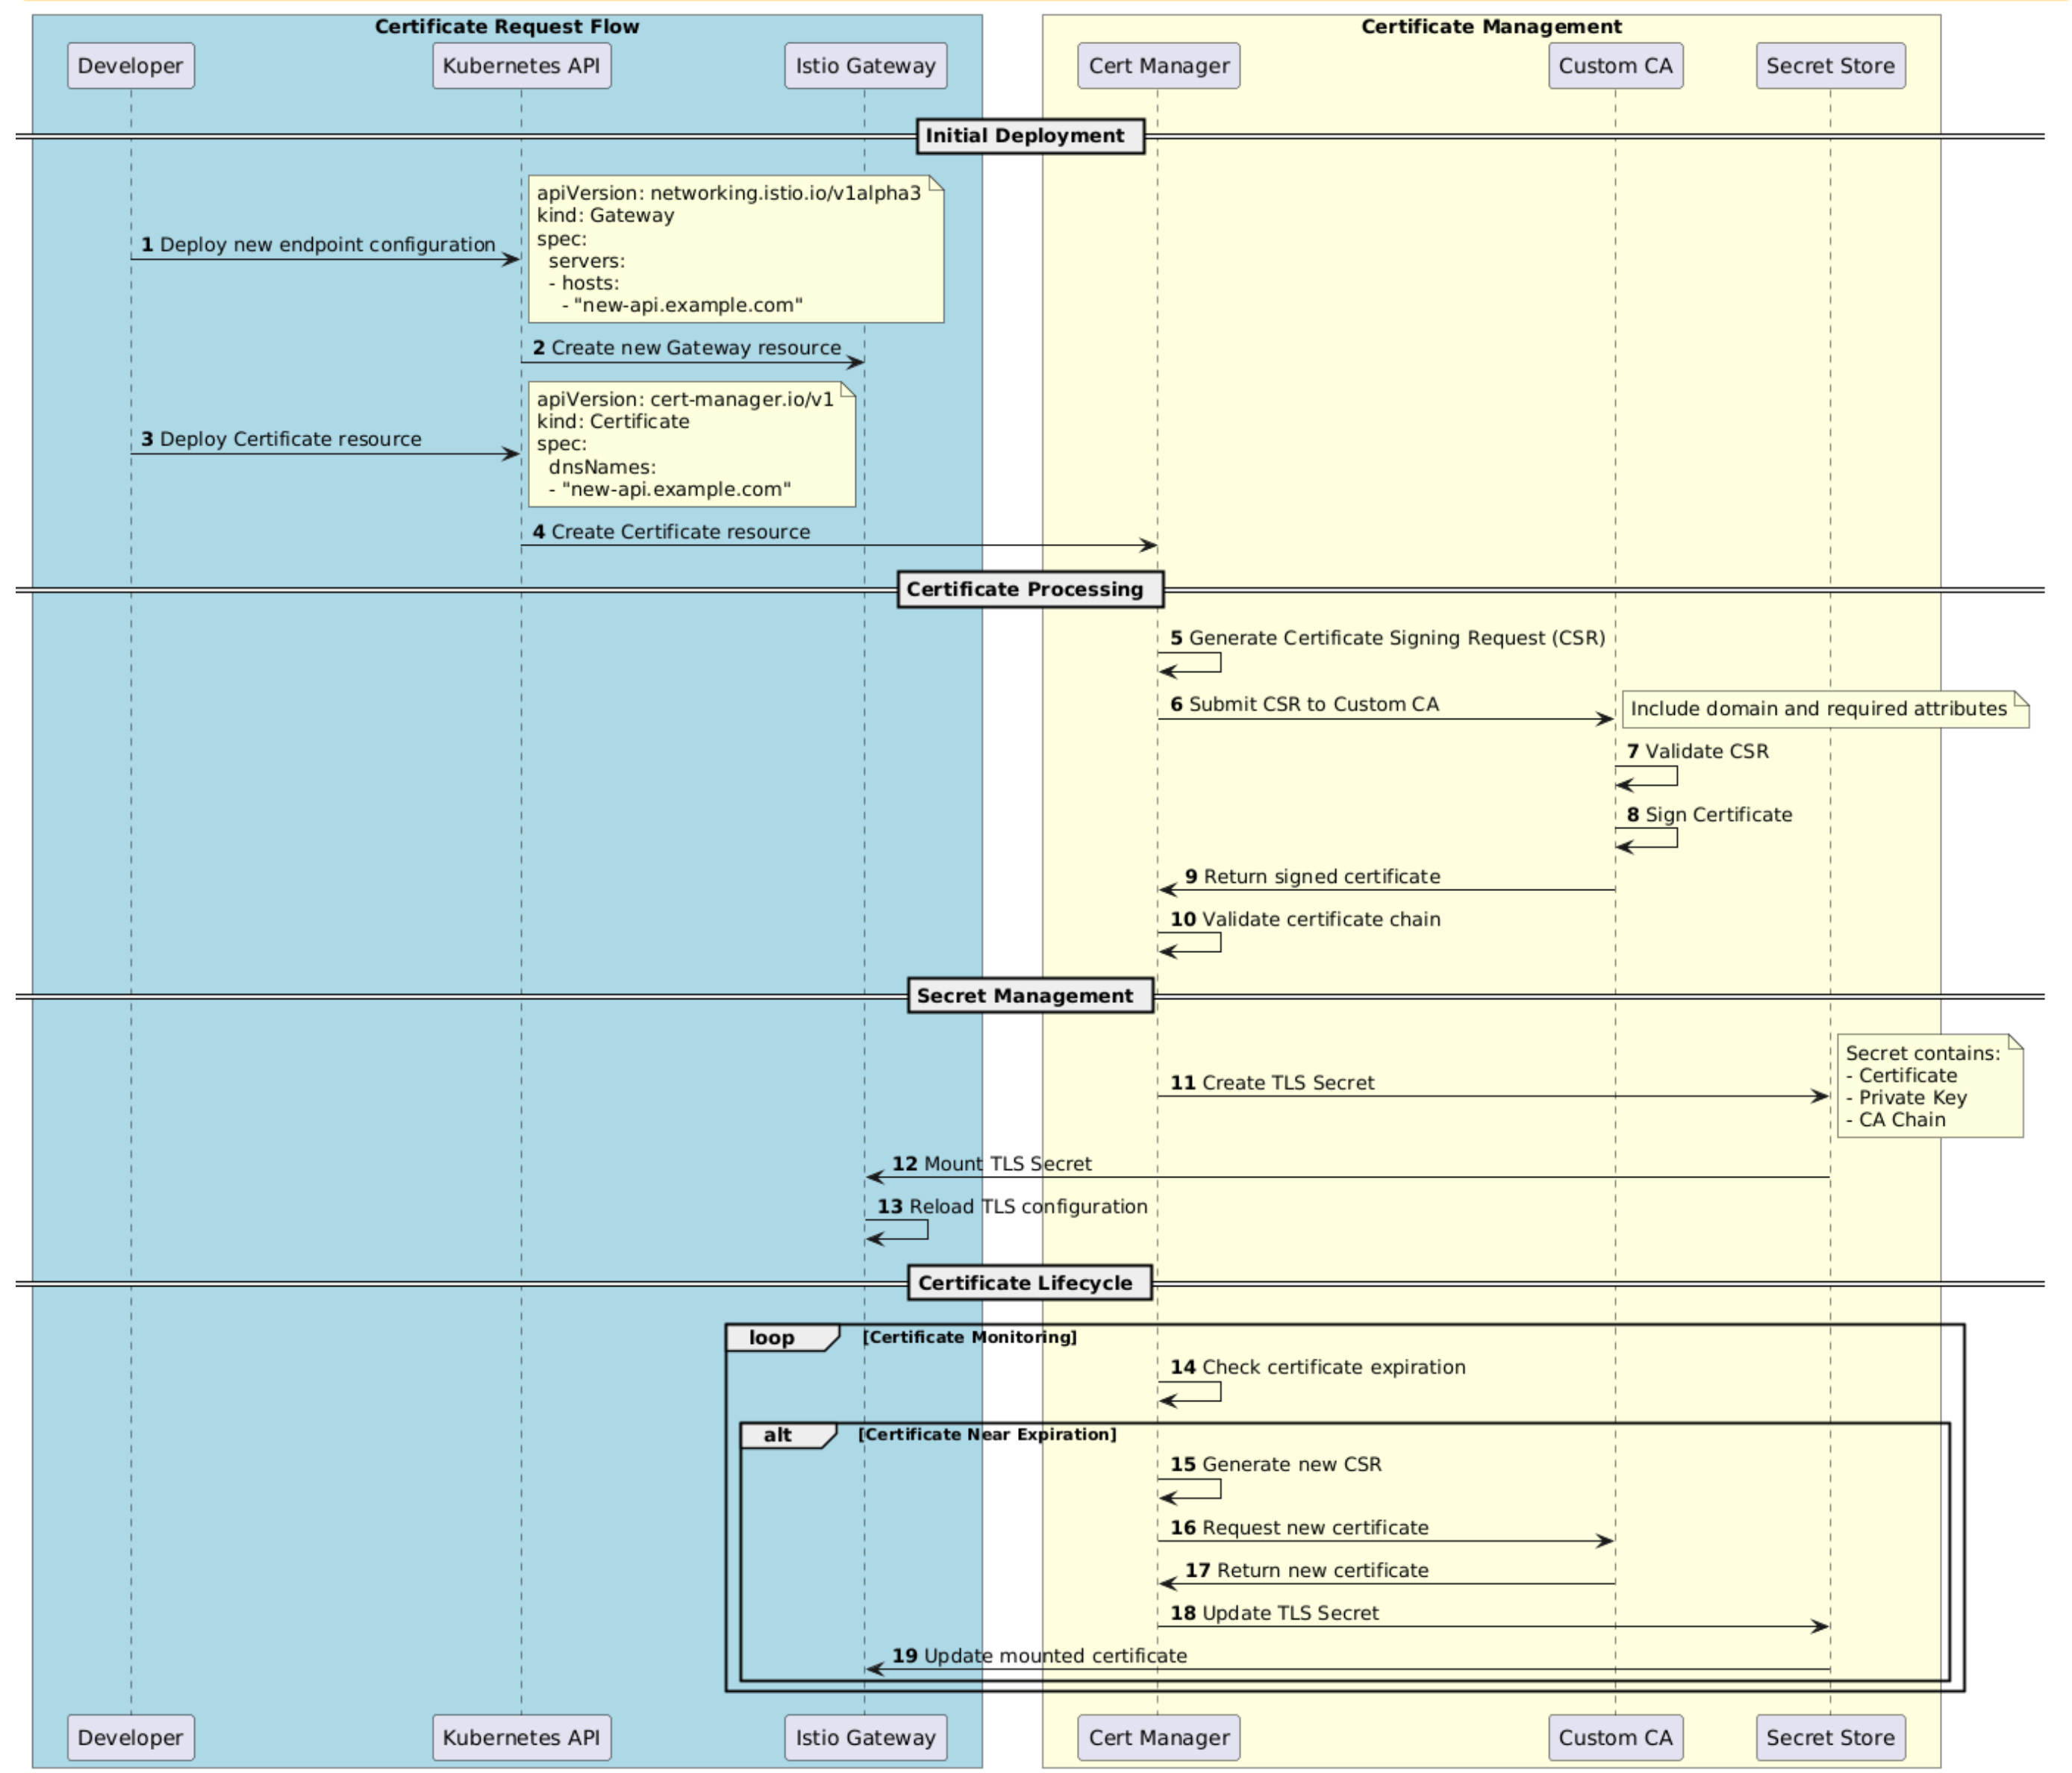 Certificate Request Flow
Certificate Management
Developer
Kubernetes API
Istio Gateway
Cert Manager
Custom CA
Secret Store
Initial Deployment
apiVersion: networking.istio.io/v1alpha3
kind: Gateway
spec:
  servers:
  - hosts:
    - "new-api.example.com"
1 Deploy new endpoint configuration
2 Create new Gateway resource
apiVersion: cert-manager.io/v1
kind: Certificate
spec:
  dnsNames:
  - "new-api.example.com"
3 Deploy Certificate resource
4 Create Certificate resource
Certificate Processing
5 Generate Certificate Signing Request (CSR)
6 Submit CSR to Custom CA
Include domain and required attributes
7 Validate CSR
8 Sign Certificate
9 Return signed certificate
10 Validate certificate chain
Secret Management
11 Create TLS Secret
Secret contains:
- Certificate
- Private Key
- CA Chain
12 Mount TLS Secret
13 Reload TLS configuration
Certificate Lifecycle
loop
[Certificate Monitoring]
14 Check certificate expiration
alt
[Certificate Near Expiration]
15 Generate new CSR
16 Request new certificate
17 Return new certificate
18 Update TLS Secret
19 Update mounted certificate
Developer
Kubernetes API
Istio Gateway
Cert Manager
Custom CA
Secret Store